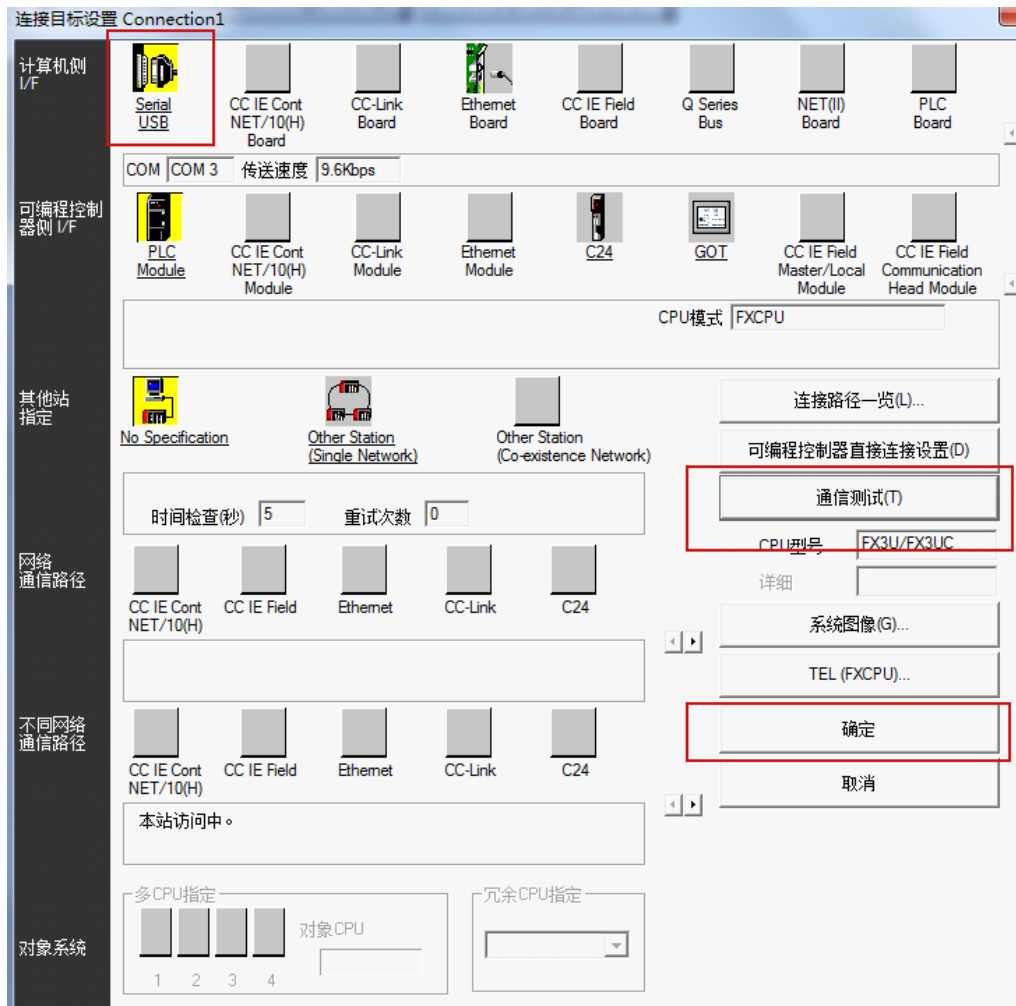 连接目标设置 Connection1
计算机侧
I/F
Serial
USB
CC IE Cont
NET/10(H)
Board
CC-Link
Board
Ethernet
Board
CC IE Field
Board
Q Series
Bus
NET(II)
Board
PLC
Board
COM COM 3 传送速度 9.6Kbps
可编程控制
器侧 I/F
PLC
Module
CC IE Cont
NET/10(H)
Module
CC-Link
Module
Ethernet
Module
C24
GOT
CC IE Field
Master/Local
Module
CC IE Field
Communication
Head Module
CPU模式 FXCPU
其他站
指定
No Specification
Other Station
(Single Network)
Other Station
(Co-existence Network)
连接路径一览(L)...
可编程控制器直接连接设置(D)
通信测试(T)
时间检查(秒) 5 重试次数 0
CPU型号 FX3U/FX3UC
详细
网络
通信路径
CC IE Cont
NET/10(H)
CC IE Field
Ethernet
CC-Link
C24
系统图像(G)...
TEL (FXCPU)...
不同网络
通信路径
CC IE Cont
NET/10(H)
CC IE Field
Ethernet
CC-Link
C24
确定
取消
本站访问中。
多CPU指定
冗余CPU指定
对象CPU
对象系统
1 2 3 4